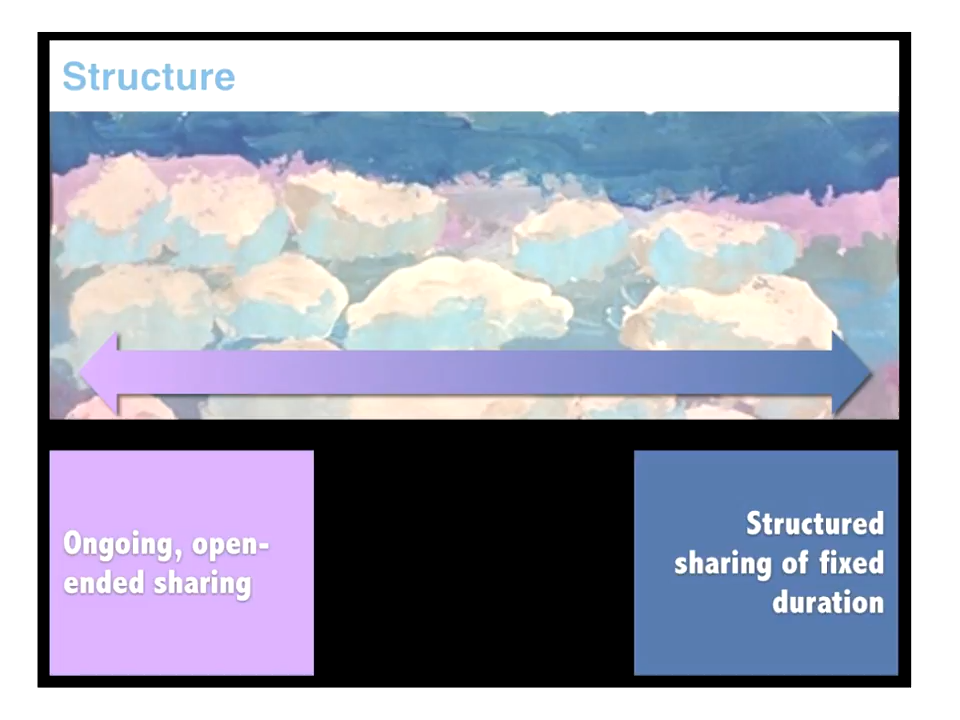 Structure
Ongoing, open-
ended sharing
Structured
sharing of fixed
duration